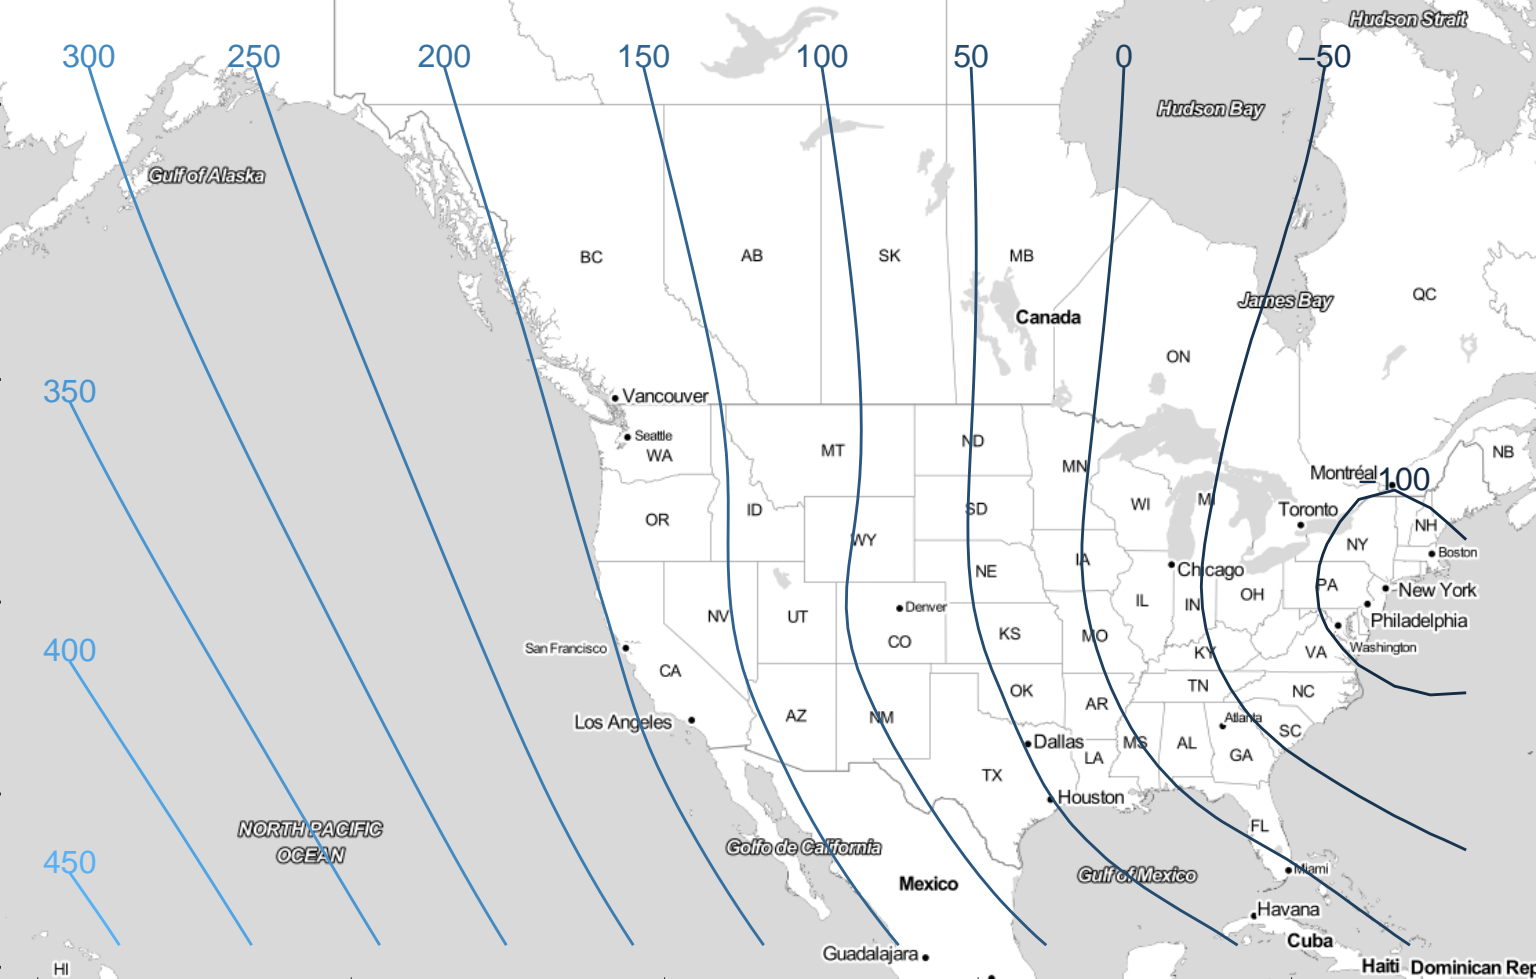 Hudson Strait
300
250
200
150
100
50
0
−50
Hudson Bay
Gulf of Alaska
BC
AB
SK
MB
QC
James Bay
Canada
ON
350
Vancouver
Seattle
WA
MT
ND
MN
NB
Montréal
−100
OR
ID
WY
SD
WI
MI
Toronto
NH
NY
Boston
IA
NE
Chicago
PA
New York
NV
UT
Denver
CO
KS
IL
IN
OH
Philadelphia
MO
KY
VA
Washington
San Francisco
400
CA
OK
TN
NC
AR
Los Angeles
AZ
NM
Atlanta
SC
Dallas
MS
AL
GA
LA
TX
Houston
NORTH PACIFIC
OCEAN
FL
Golfo de California
450
Miami
Gulf of Mexico
Mexico
Havana
Cuba
Guadalajara
HI
Haiti
Dominican Rep